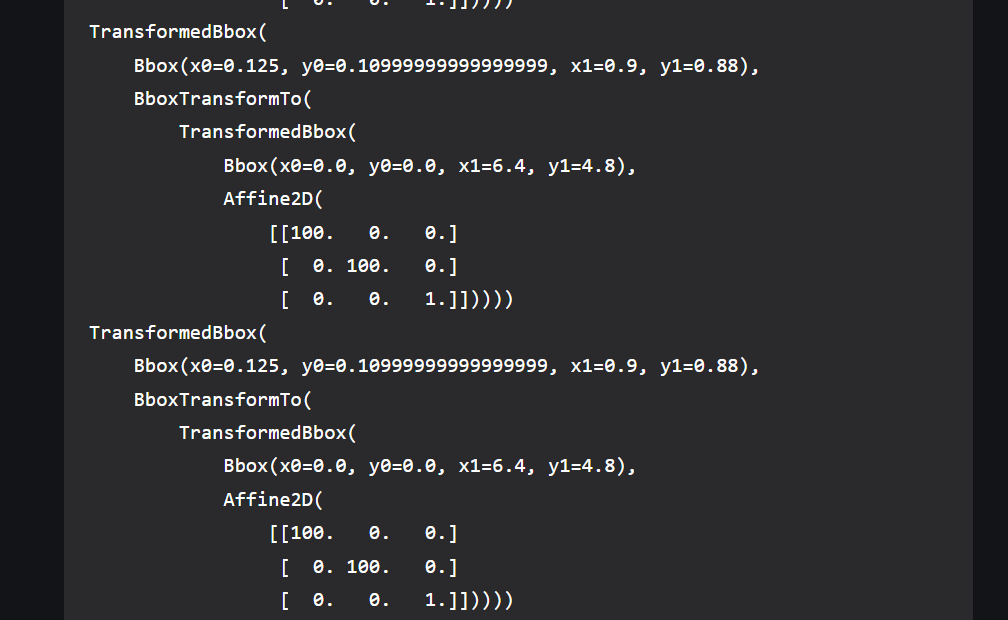 [  0.   0.   1.]])))))
TransformedBbox(
    Bbox(x0=0.125, y0=0.10999999999999999, x1=0.9, y1=0.88),
    BboxTransformTo(
        TransformedBbox(
            Bbox(x0=0.0, y0=0.0, x1=6.4, y1=4.8),
            Affine2D(
                [[100.   0.   0.]
                 [  0. 100.   0.]
                 [  0.   0.   1.]])))))
TransformedBbox(
    Bbox(x0=0.125, y0=0.10999999999999999, x1=0.9, y1=0.88),
    BboxTransformTo(
        TransformedBbox(
            Bbox(x0=0.0, y0=0.0, x1=6.4, y1=4.8),
            Affine2D(
                [[100.   0.   0.]
                 [  0. 100.   0.]
                 [  0.   0.   1.]])))))